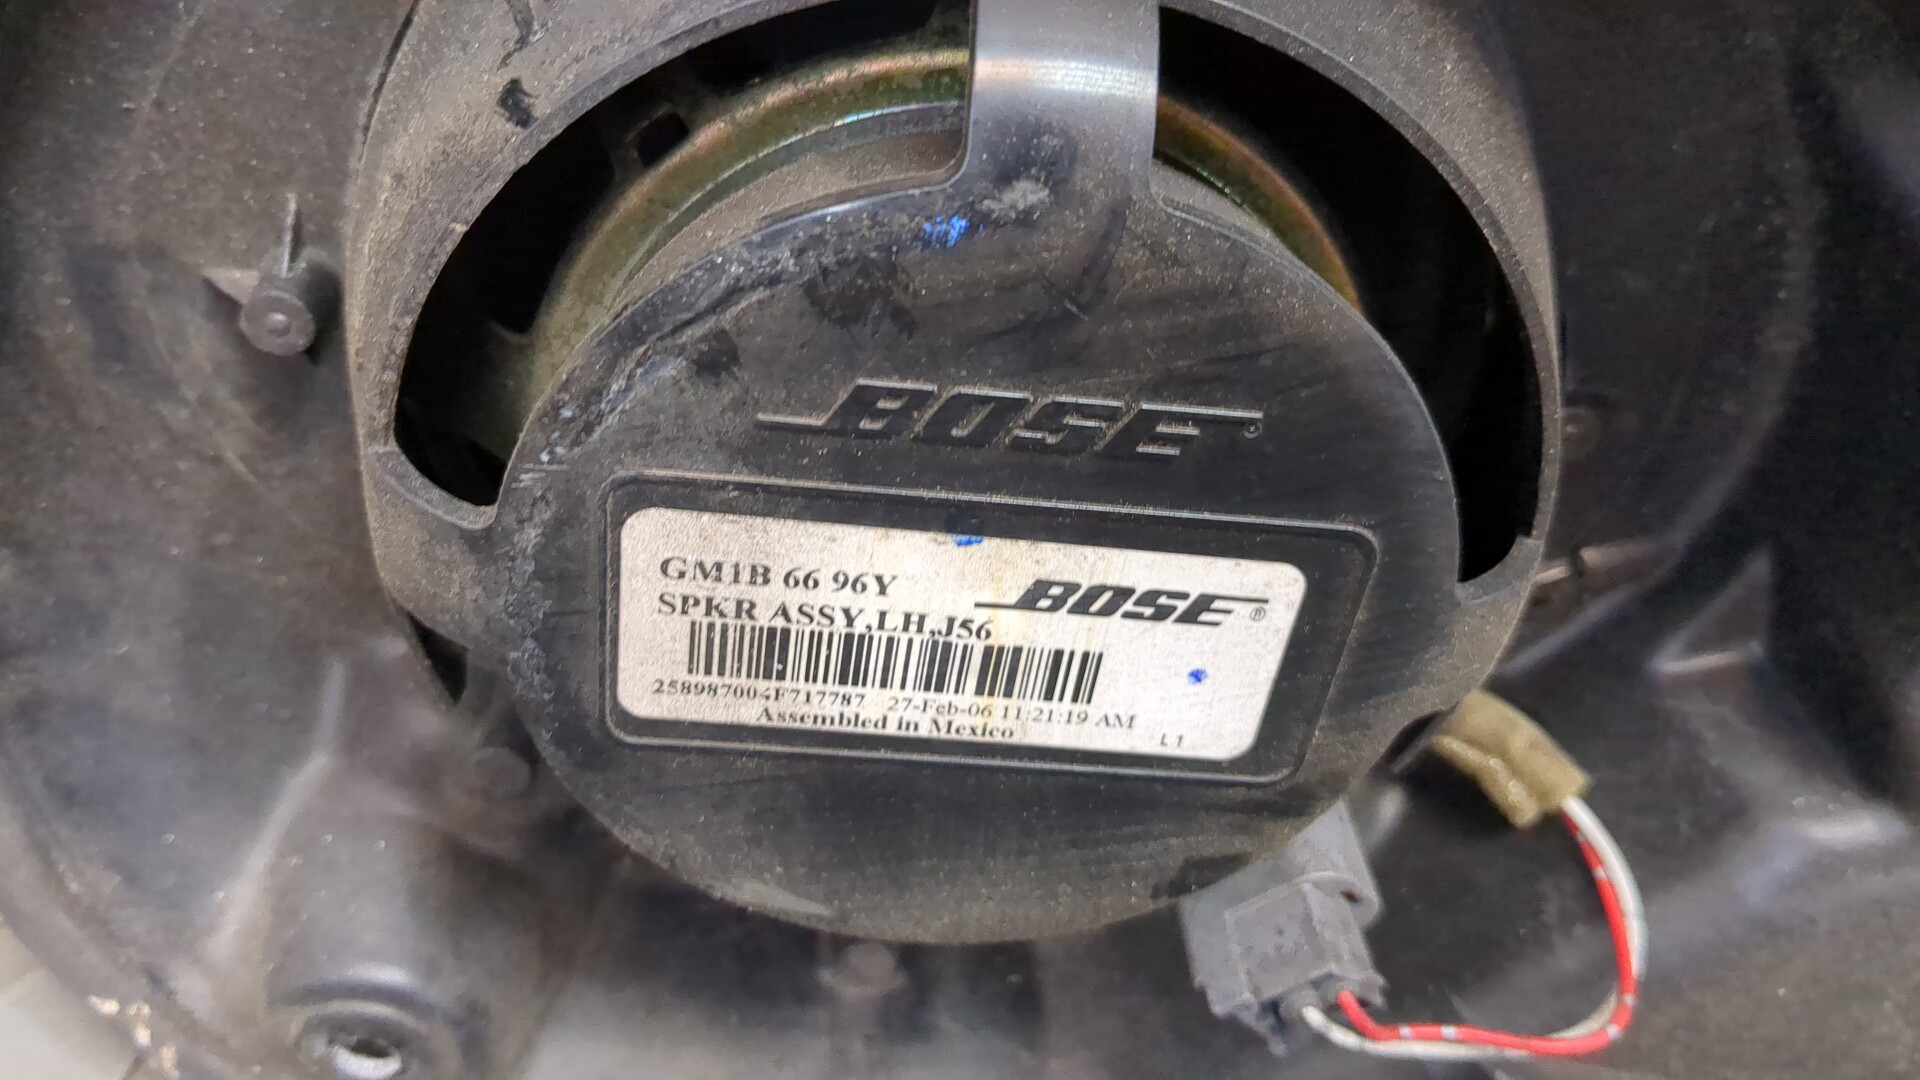 BOSE
GM1B 66 96Y
BOSE®
SPKR ASSY,LH,J56
258987004F717787 27-Feb-06 11:21:19 AM
Assembled in Mexico
L1